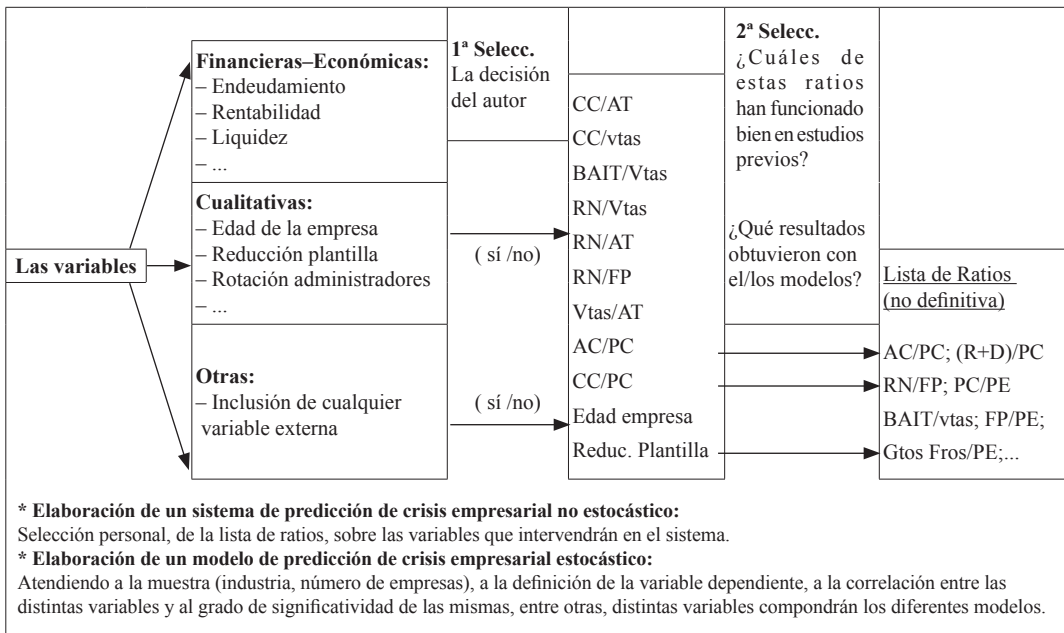 Las variables
Financieras–Económicas:
– Endeudamiento
– Rentabilidad
– Liquidez
– ...
Cualitativas:
– Edad de la empresa
– Reducción plantilla
– Rotación administradores
– ...
Otras:
– Inclusión de cualquier
variable externa
1ª Selecc.
La decisión
del autor
( sí /no)
( sí /no)
CC/AT
CC/vtas
BAIT/Vtas
RN/Vtas
RN/AT
RN/FP
Vtas/AT
AC/PC
CC/PC
Edad empresa
Reduc. Plantilla
2ª Selecc.
¿Cuáles de
estas ratios
han funcionado
bien en estudios
previos?
¿Qué resultados
obtuvieron con
el/los modelos?
Lista de Ratios
(no definitiva)
AC/PC; (R+D)/PC
RN/FP; PC/PE
BAIT/vtas; FP/PE;
Gtos Fros/PE;...
* Elaboración de un sistema de predicción de crisis empresarial no estocástico:
Selección personal, de la lista de ratios, sobre las variables que intervendrán en el sistema.
* Elaboración de un modelo de predicción de crisis empresarial estocástico:
Atendiendo a la muestra (industria, número de empresas), a la definición de la variable dependiente, a la correlación entre las
distintas variables y al grado de significatividad de las mismas, entre otras, distintas variables compondrán los diferentes modelos.